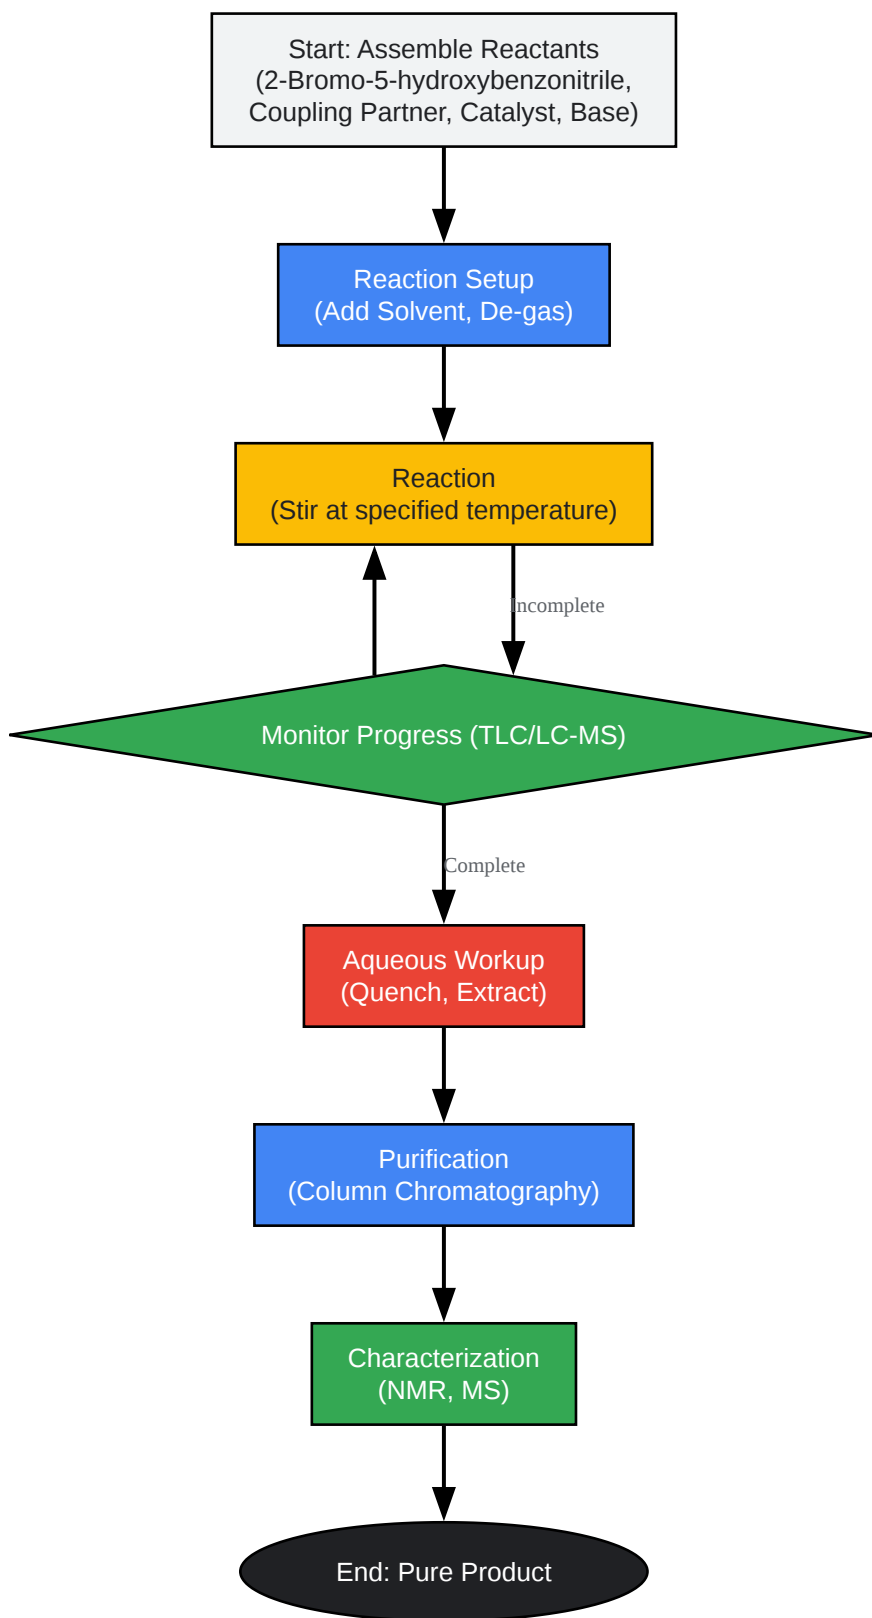 Start: Assemble Reactants
(2-Bromo-5-hydroxybenzonitrile,
Coupling Partner, Catalyst, Base)
Reaction Setup
(Add Solvent, De-gas)
Reaction
(Stir at specified temperature)
Incomplete
Monitor Progress (TLC/LC-MS)
Complete
Aqueous Workup
(Quench, Extract)
Purification
(Column Chromatography)
Characterization
(NMR, MS)
End: Pure Product